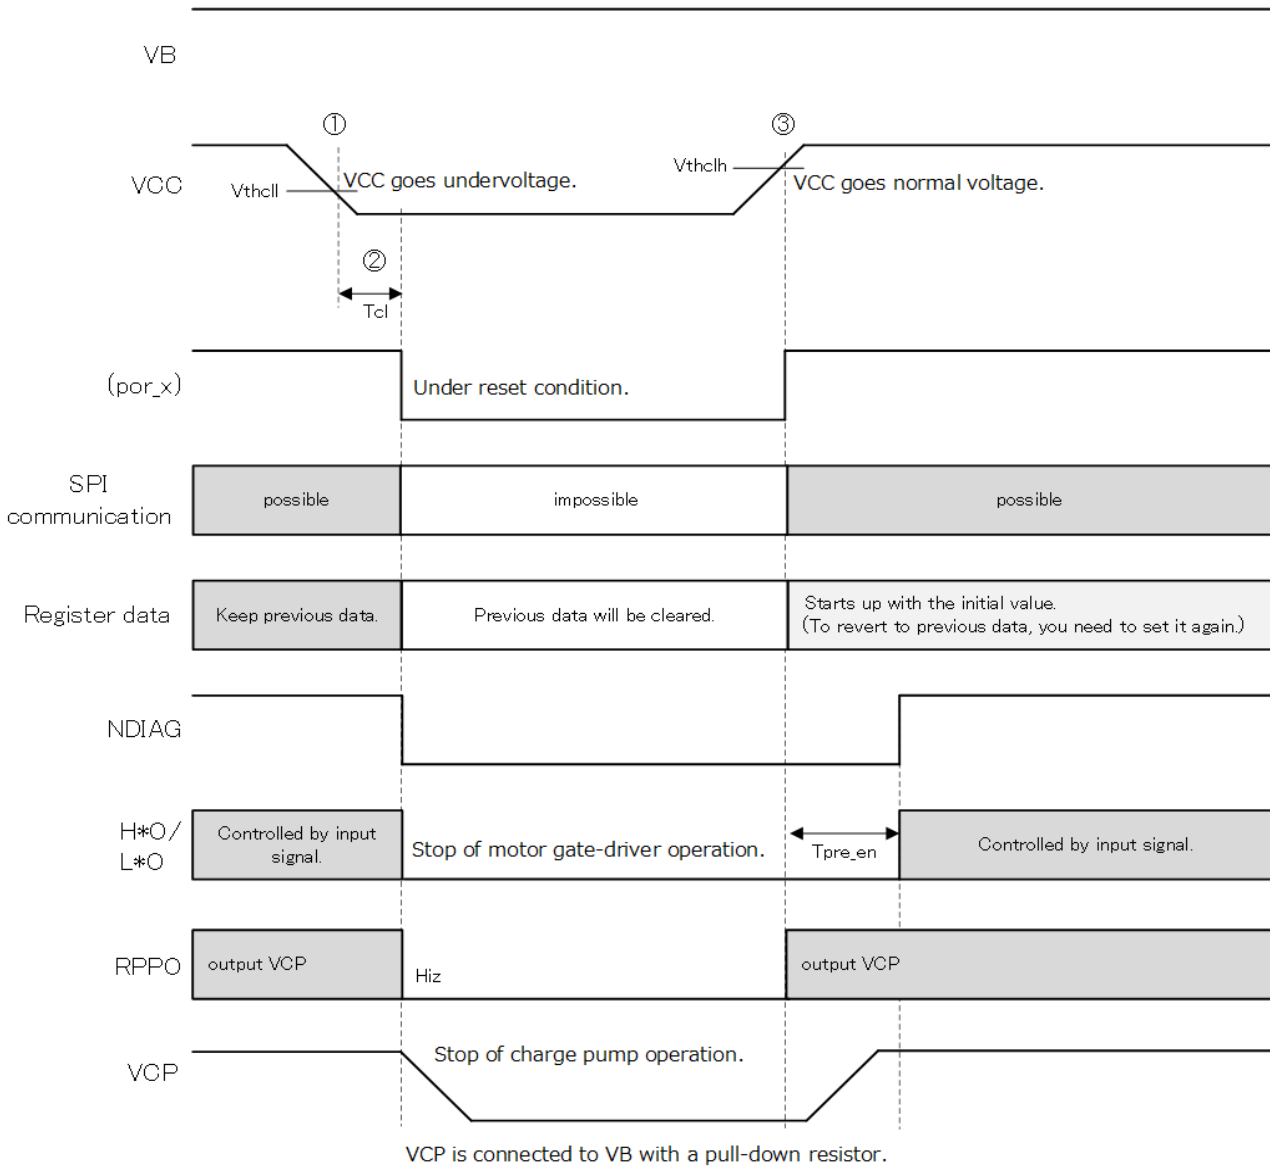 VB
①
③
VCC
Vthcll
VCC goes undervoltage.
Vthclh
VCC goes normal voltage.
②
Tcl
(por_x)
Under reset condition.
SPI
communication
possible
impossible
possible
Register data
Keep previous data.
Previous data will be cleared.
Starts up with the initial value.
(To revert to previous data, you need to set it again.)
NDIAG
H*O/
L*O
Controlled by input
signal.
Stop of motor gate-driver operation.
Tpre_en
Controlled by input signal.
RPPO
output VCP
Hiz
output VCP
VCP
Stop of charge pump operation.
VCP is connected to VB with a pull-down resistor.